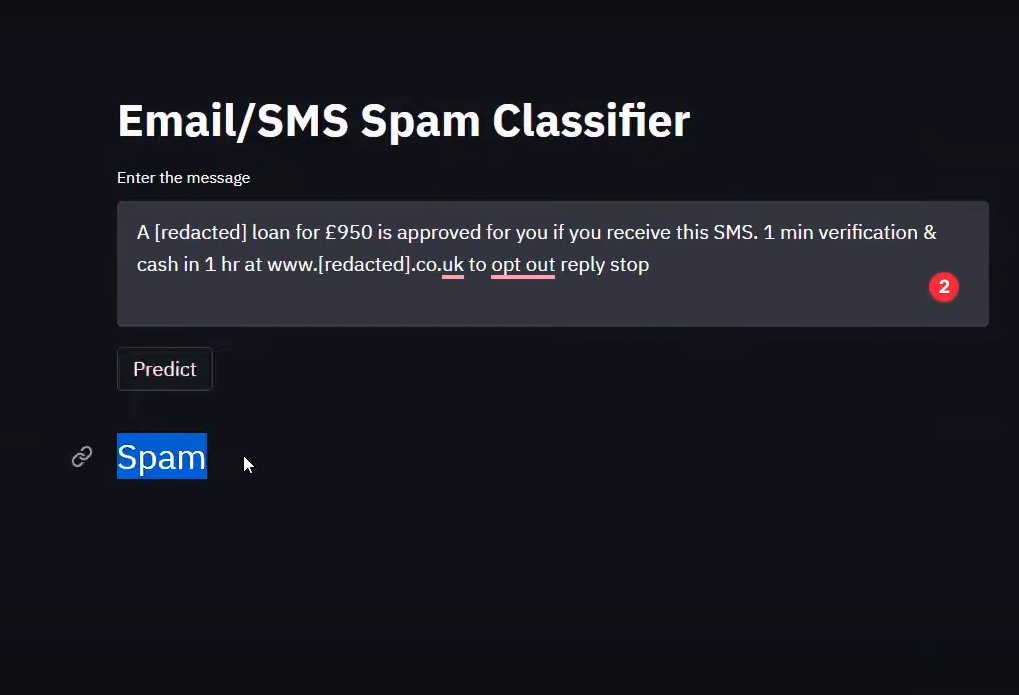 Email/SMS Spam Classifier
Enter the message
A [redacted] loan for £950 is approved for you if you receive this SMS. 1 min verification &
cash in 1 hr at www.[redacted].co.uk to opt out reply stop
2
Predict
Spam